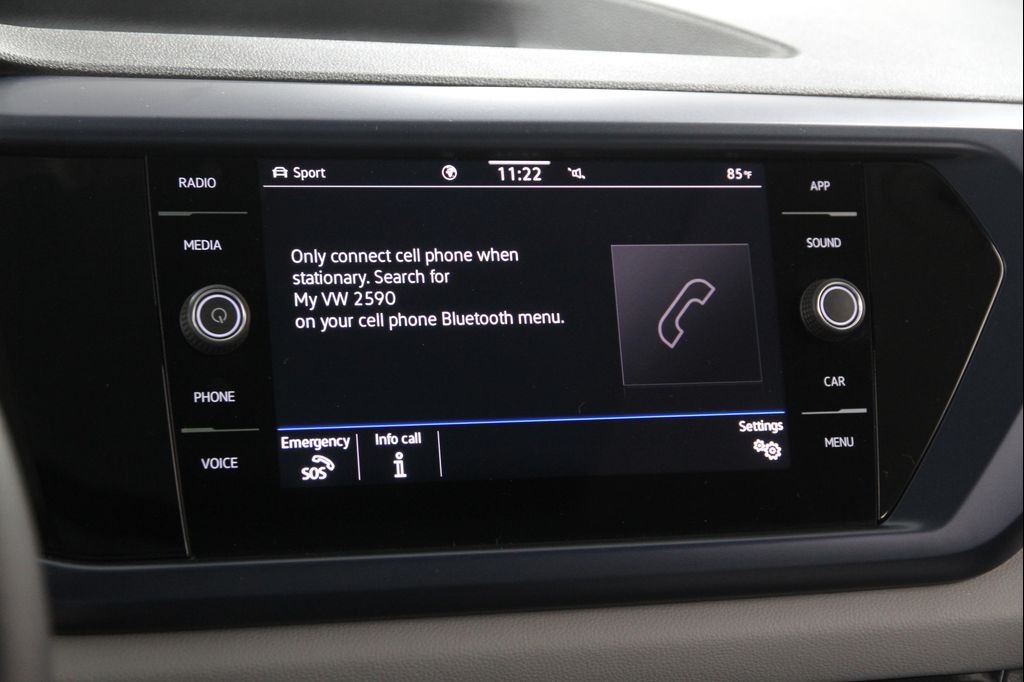 Sport 11:22 85°F
RADIO
MEDIA
PHONE
VOICE
Only connect cell phone when
stationary. Search for
My VW 2590
on your cell phone Bluetooth menu.
Emergency
SOS
Info call
i
Settings
APP
SOUND
CAR
MENU